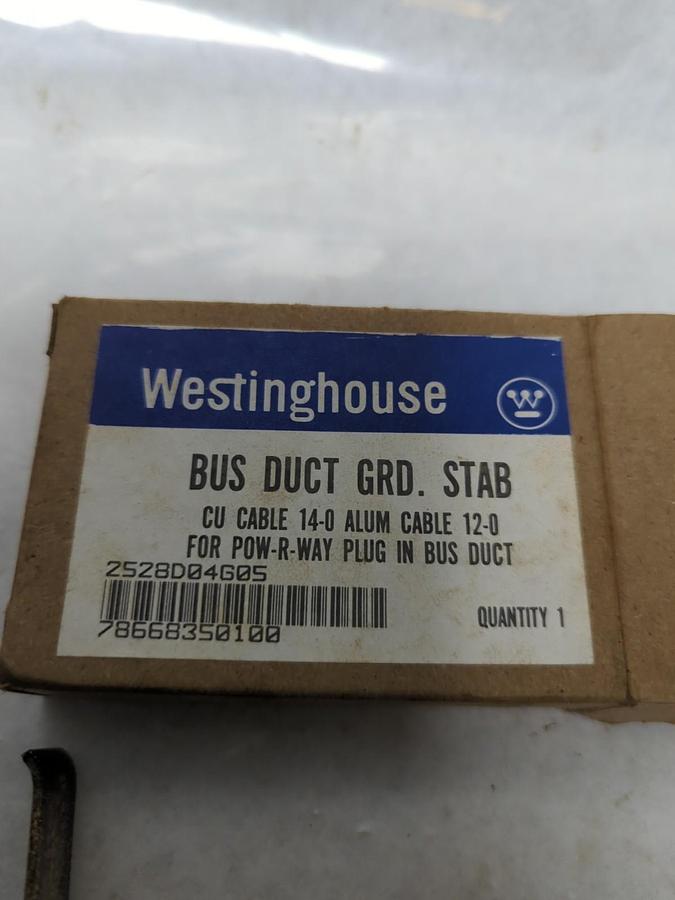 Westinghouse
W
BUS DUCT GRD. STAB
CU CABLE 14-0 ALUM CABLE 12-0
FOR POW-R-WAY PLUG IN BUS DUCT
2528D04G05
78668350100
QUANTITY 1